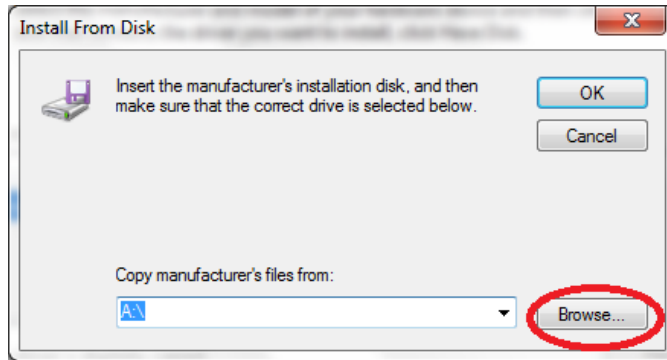 Install From Disk
Insert the manufacturer's installation disk, and then
make sure that the correct drive is selected below.
OK
Cancel
Copy manufacturer's files from:
A:\
Browse...